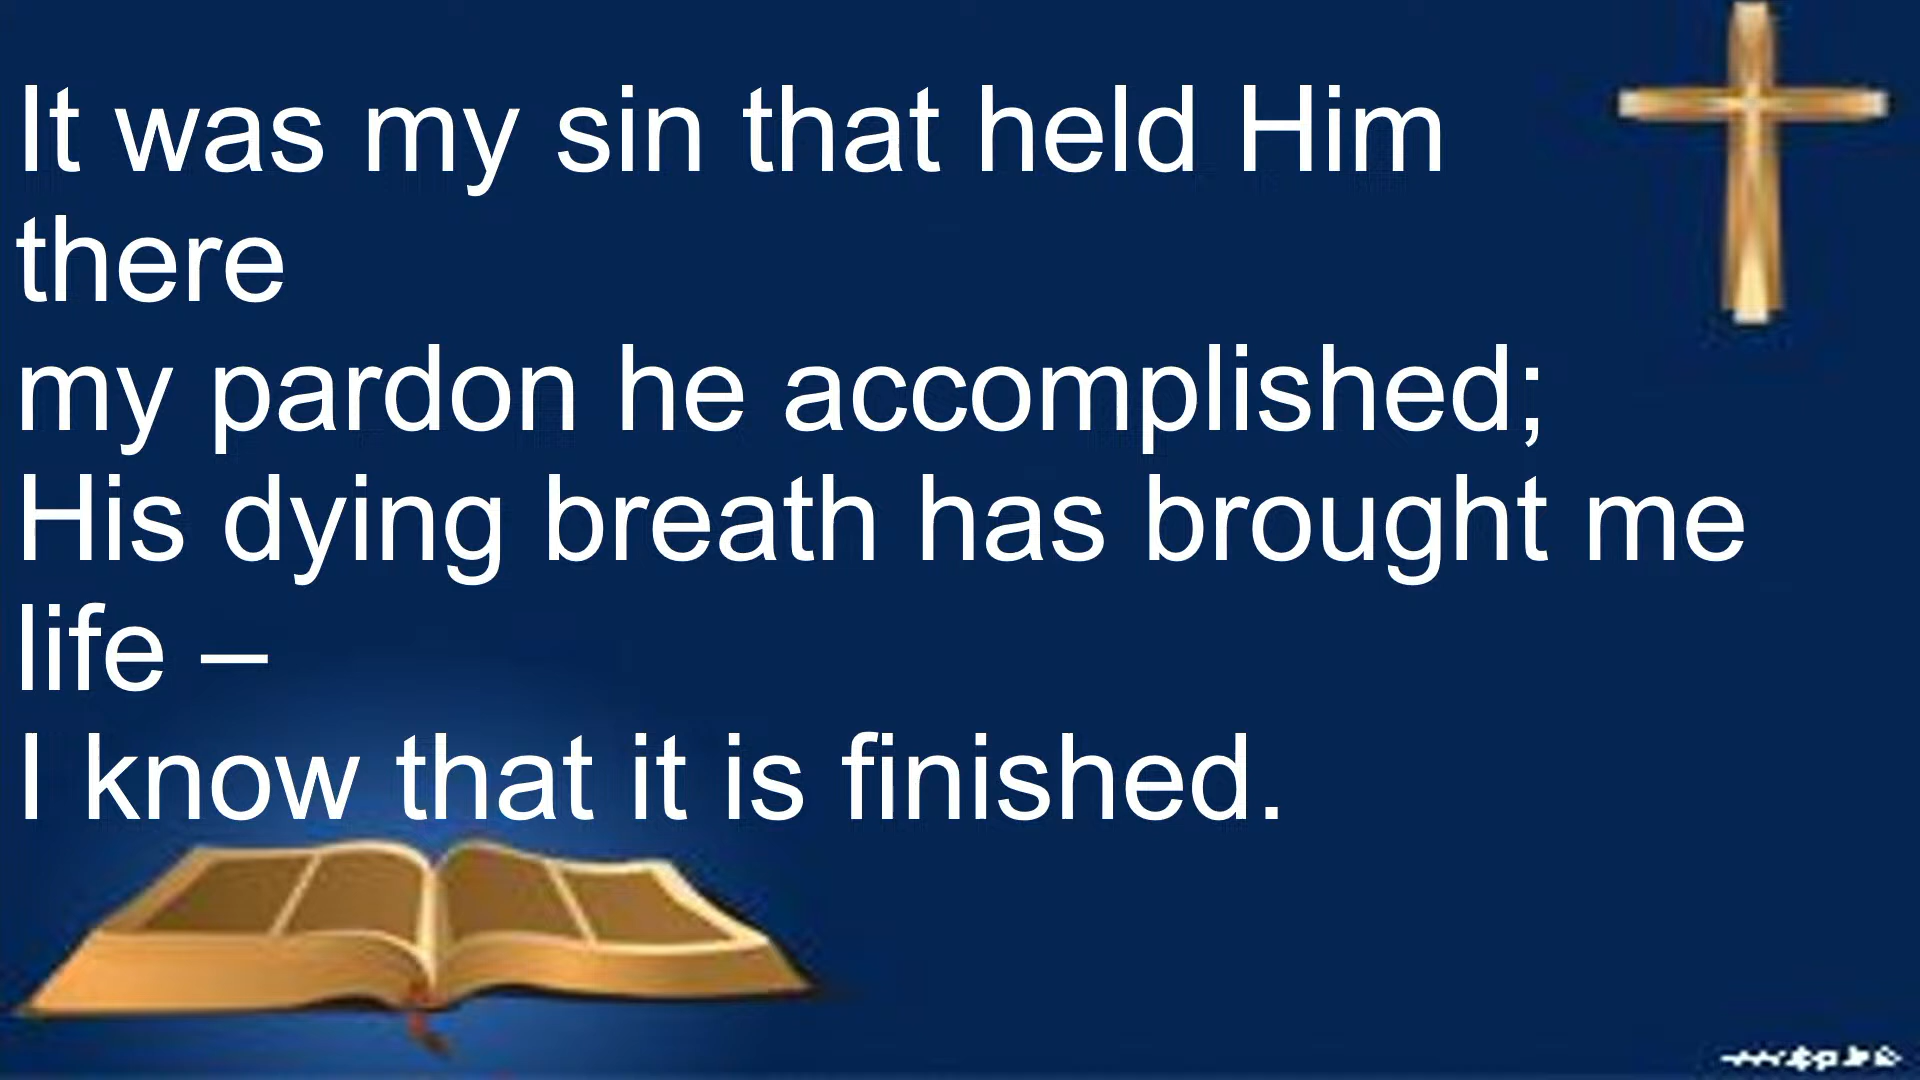 It was my sin that held Him
there
my pardon he accomplished;
His dying breath has brought me
life –
I know that it is finished.